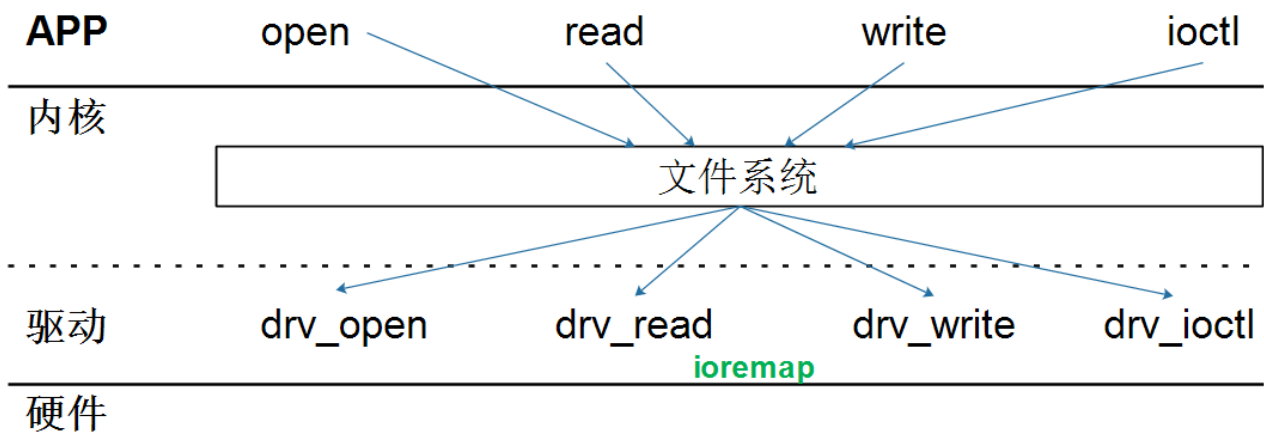 APP open read write ioctl
内核
文件系统
驱动 drv_open drv_read drv_write drv_ioctl
ioremap
硬件